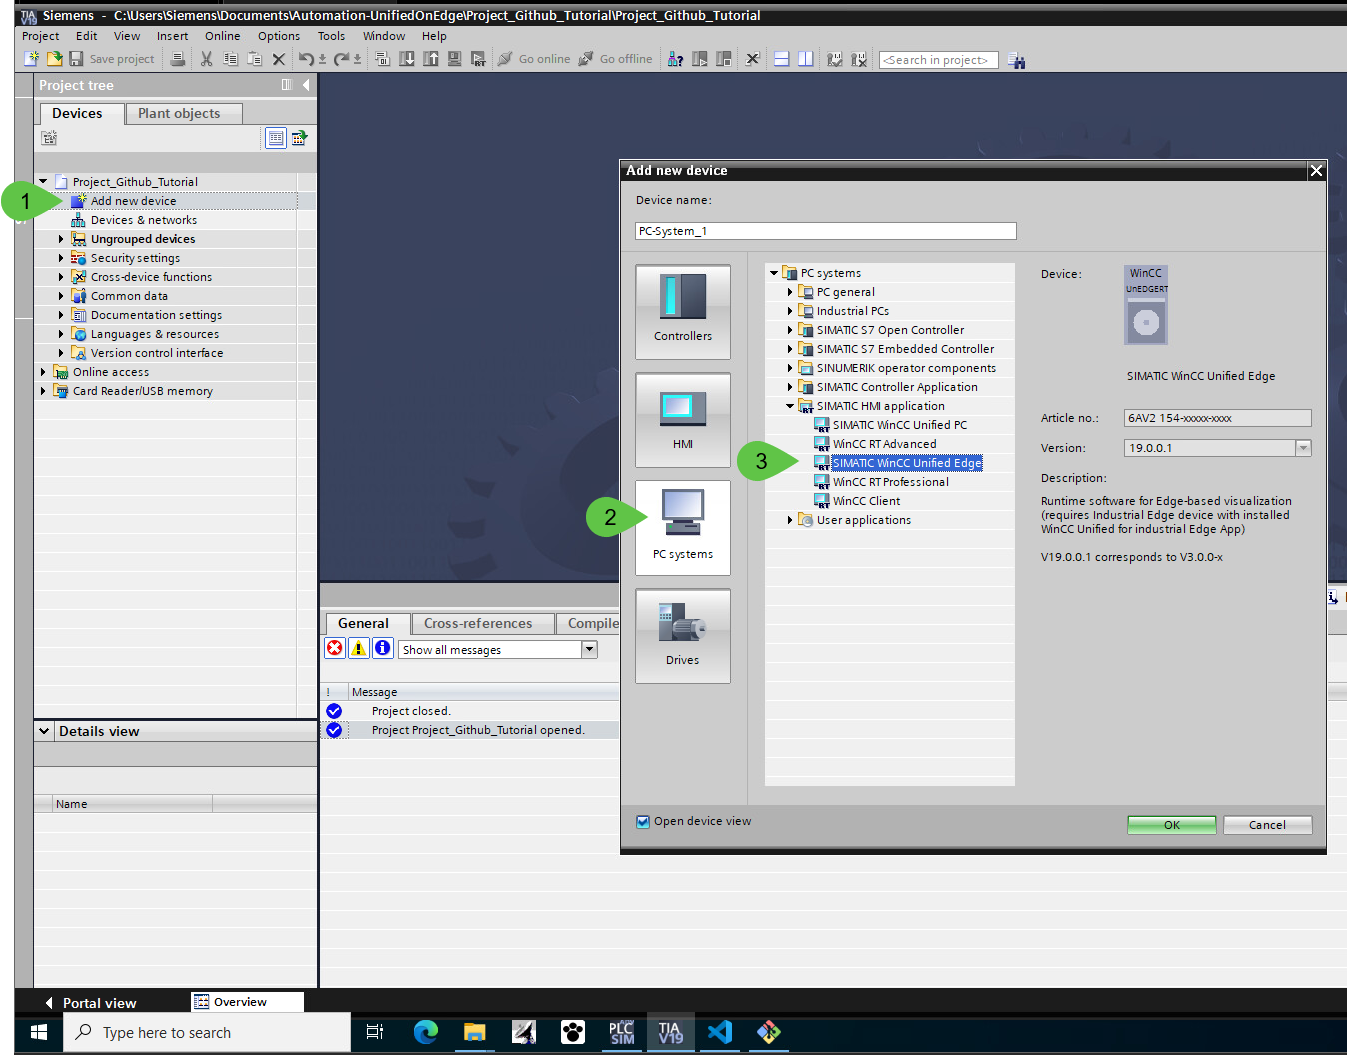 Siemens - C:\Users\Siemens\Documents\Automation-UnifiedOnEdge\Project_Github_Tutorial\Project_Github_Tutorial
Project Edit View Insert Online Options Tools Window Help
Save project
Go online
Go offline
<Search in project>
Project tree
Devices
Plant objects
Project_Github_Tutorial
1
Add new device
Devices & networks
Ungrouped devices
Security settings
Cross-device functions
Common data
Documentation settings
Languages & resources
Version control interface
Online access
Card Reader/USB memory
Details view
Name
Add new device
Device name:
PC-System_1
Controllers
HMI
2
PC systems
Drives
PC systems
PC general
Industrial PCs
SIMATIC S7 Open Controller
SIMATIC S7 Embedded Controller
SINUMERIK operator components
SIMATIC Controller Application
SIMATIC HMI application
SIMATIC WinCC Unified PC
WinCC RT Advanced
3
SIMATIC WinCC Unified Edge
WinCC RT Professional
WinCC Client
User applications
Device:
WinCC
UnEDGERT
SIMATIC WinCC Unified Edge
Article no.:
6AV2 154-xxxxx-xxxx
Version:
19.0.0.1
Description:
Runtime software for Edge-based visualization
(requires Industrial Edge device with installed
WinCC Unified for industrial Edge App)
V19.0.0.1 corresponds to V3.0.0-x
Open device view
OK
Cancel
General
Cross-references
Compile
Show all messages
! Message
Project closed.
Project Project_Github_Tutorial opened.
Portal view
Overview
Type here to search
PLC
SIM
TIA
V19